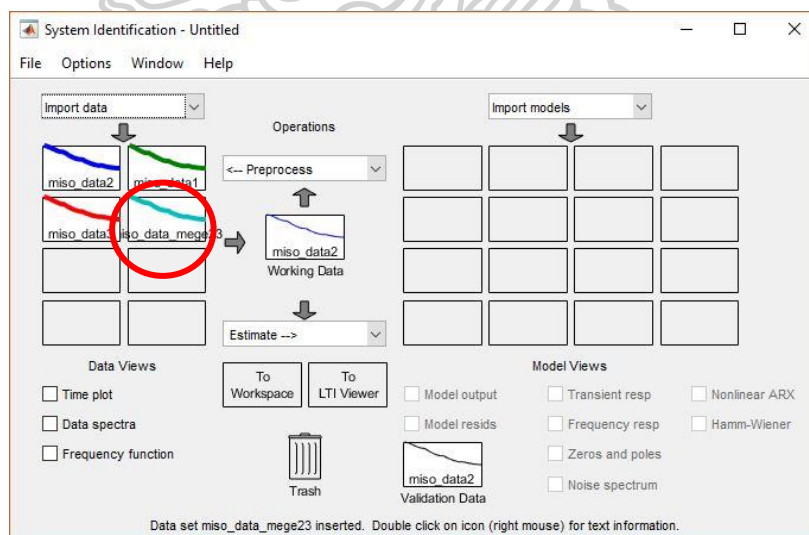 System Identification - Untitled
File Options Window Help
Import data
Operations
Import models
<-- Preprocess
miso_data2
miso_data1
miso_data3
iso_data_mege23
miso_data2
Working Data
Estimate -->
Data Views
Model Views
To Workspace
To LTI Viewer
Time plot
Data spectra
Frequency function
Model output
Transient resp
Nonlinear ARX
Model resids
Frequency resp
Hamm-Wiener
Zeros and poles
Noise spectrum
Trash
miso_data2
Validation Data
Data set miso_data_mege23 inserted. Double click on icon (right mouse) for text information.